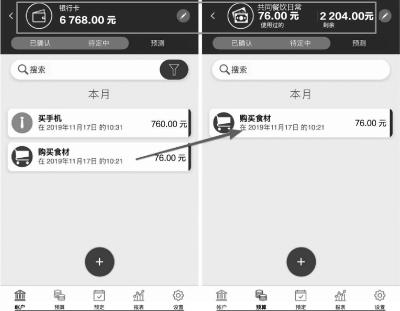 银行卡
6 768.00 元
已确认 待定中 预测
搜索
本月
买手机
在 2019年11月17日 的10:31
760.00 元
购买食材
在 2019年11月17日 的10:21
76.00 元
帐户 预算 预定 报表 设置
共同餐饮日常
76.00 元 2 204.00元
使用过的 剩余
已确认 待定中 预测
搜索
本月
购买食材
在 2019年11月17日 的10:21
76.00 元
帐户 预算 预定 报表 设置